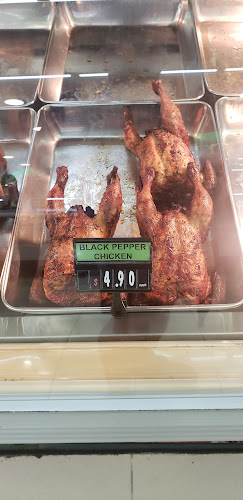 BLACK PEPPER
CHICKEN
$ 4.90